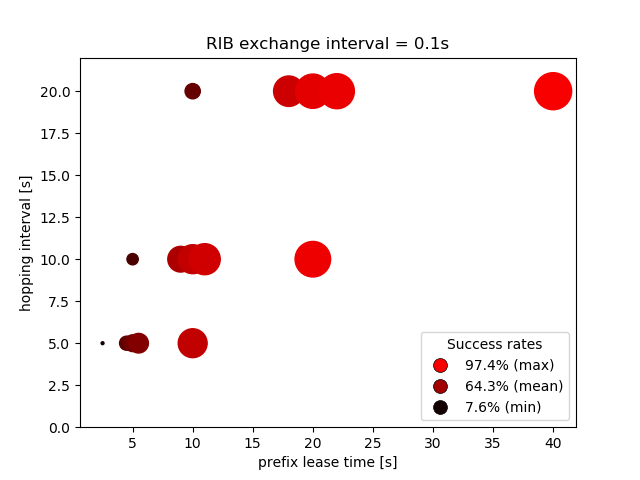 RIB exchange interval = 0.1s
hopping interval [s]
20.0
17.5
15.0
12.5
10.0
7.5
5.0
2.5
0.0
Success rates
97.4% (max)
64.3% (mean)
7.6% (min)
5 10 15 20 25 30 35 40
prefix lease time [s]